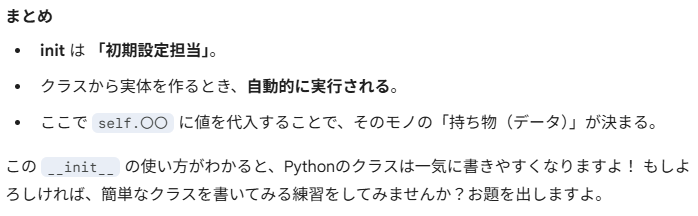 まとめ
• init は 「初期設定担当」。
• クラスから実体を作るとき、自動的に実行される。
• ここで self.〇〇 に値を代入することで、そのモノの「持ち物（データ）」が決まる。
この __init__ の使い方がわかると、Pythonのクラスは一気に書きやすくなりますよ！ もしよ
ろしければ、簡単なクラスを書いてみる練習をしてみませんか？お題を出しますよ。